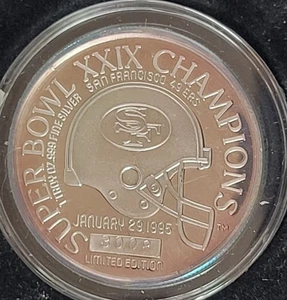 SUPER BOWL XXIX CHAMPIONS
SAN FRANCISCO 49ERS
1 TROY OZ .999 FINE SILVER
SF
JANUARY 29 1995
TM
LIMITED EDITION